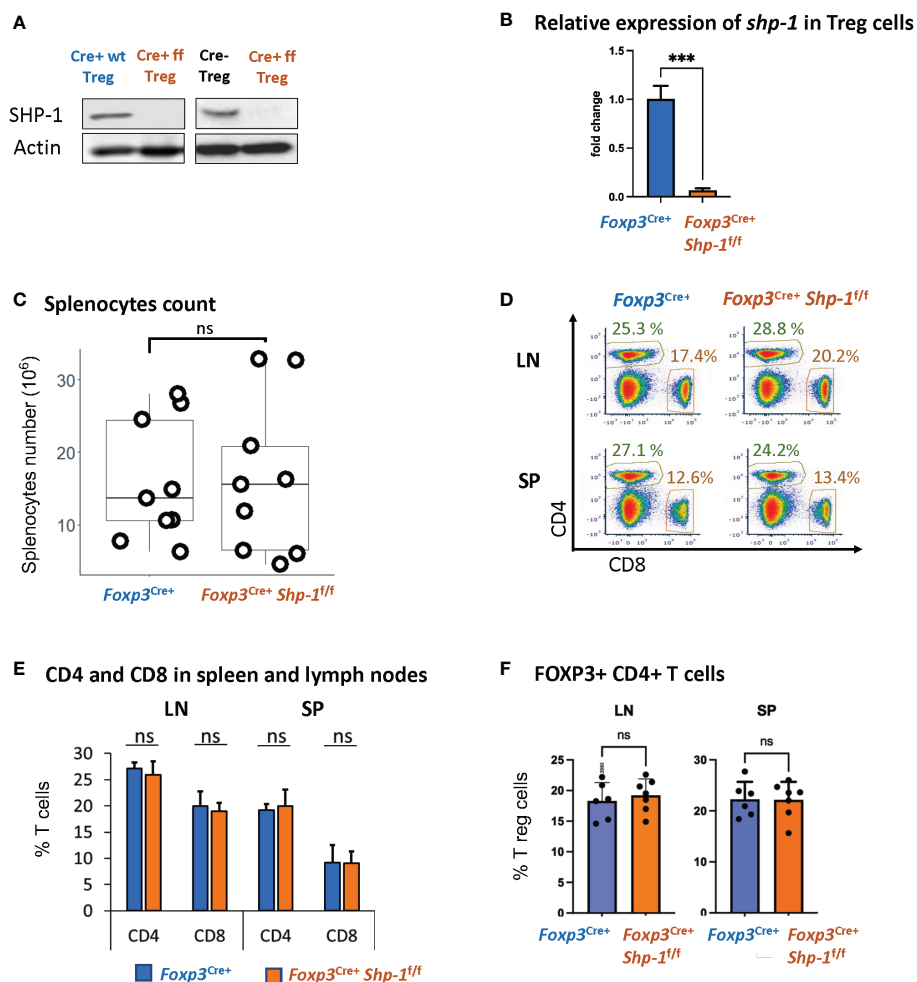 A
Cre+ wt Cre+ ff Cre- Cre+ ff
Treg Treg Treg Treg
SHP-1
Actin
B Relative expression of shp-1 in Treg cells
1.5
1.0
0.5
0.0
fold change
***
Foxp3Cre+ Foxp3Cre+
Shp-1f/f
C Splenocytes count
ns
30
20
10
Splenocytes number (10⁶)
Foxp3Cre+ Foxp3Cre+ Shp-1f/f
D
Foxp3Cre+ Foxp3Cre+ Shp-1f/f
25.3 % 28.8 %
LN 17.4% 20.2%
27.1 % 24.2%
SP 12.6% 13.4%
CD4
CD8
E CD4 and CD8 in spleen and lymph nodes
LN SP
ns ns ns ns
30
25
20
15
10
5
0
% T cells
CD4 CD8 CD4 CD8
Foxp3Cre+ Foxp3Cre+ Shp-1f/f
F FOXP3+ CD4+ T cells
LN SP
ns ns
25
20
15
10
5
0
30
20
10
0
% T reg cells
Foxp3Cre+ Foxp3Cre+ Foxp3Cre+ Foxp3Cre+
Shp-1f/f Shp-1f/f